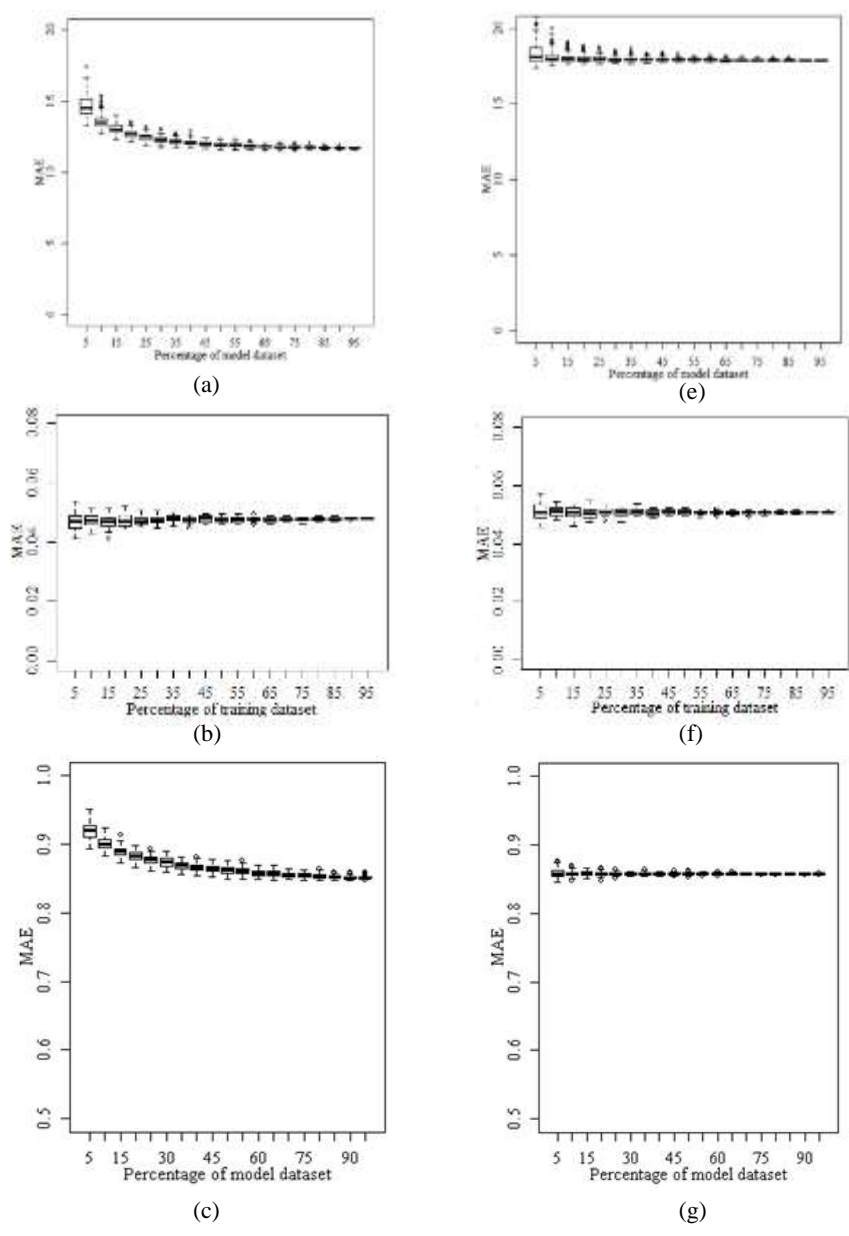 20
15
10
5
0
MAE
5 15 25 35 45 55 65 75 85 95
Percentage of model dataset
(a)
20
15
10
5
0
MAE
5 15 25 35 45 55 65 75 85 95
Percentage of model dataset
(e)
0.08
0.06
0.04
0.02
0.00
MAE
5 15 25 35 45 55 65 75 85 95
Percentage of training dataset
(b)
0.08
0.06
0.04
0.02
0.00
MAE
5 15 25 35 45 55 65 75 85 95
Percentage of training dataset
(f)
1.0
0.9
0.8
0.7
0.6
0.5
MAE
5 15 30 45 60 75 90
Percentage of model dataset
(c)
1.0
0.9
0.8
0.7
0.6
0.5
MAE
5 15 30 45 60 75 90
Percentage of model dataset
(g)